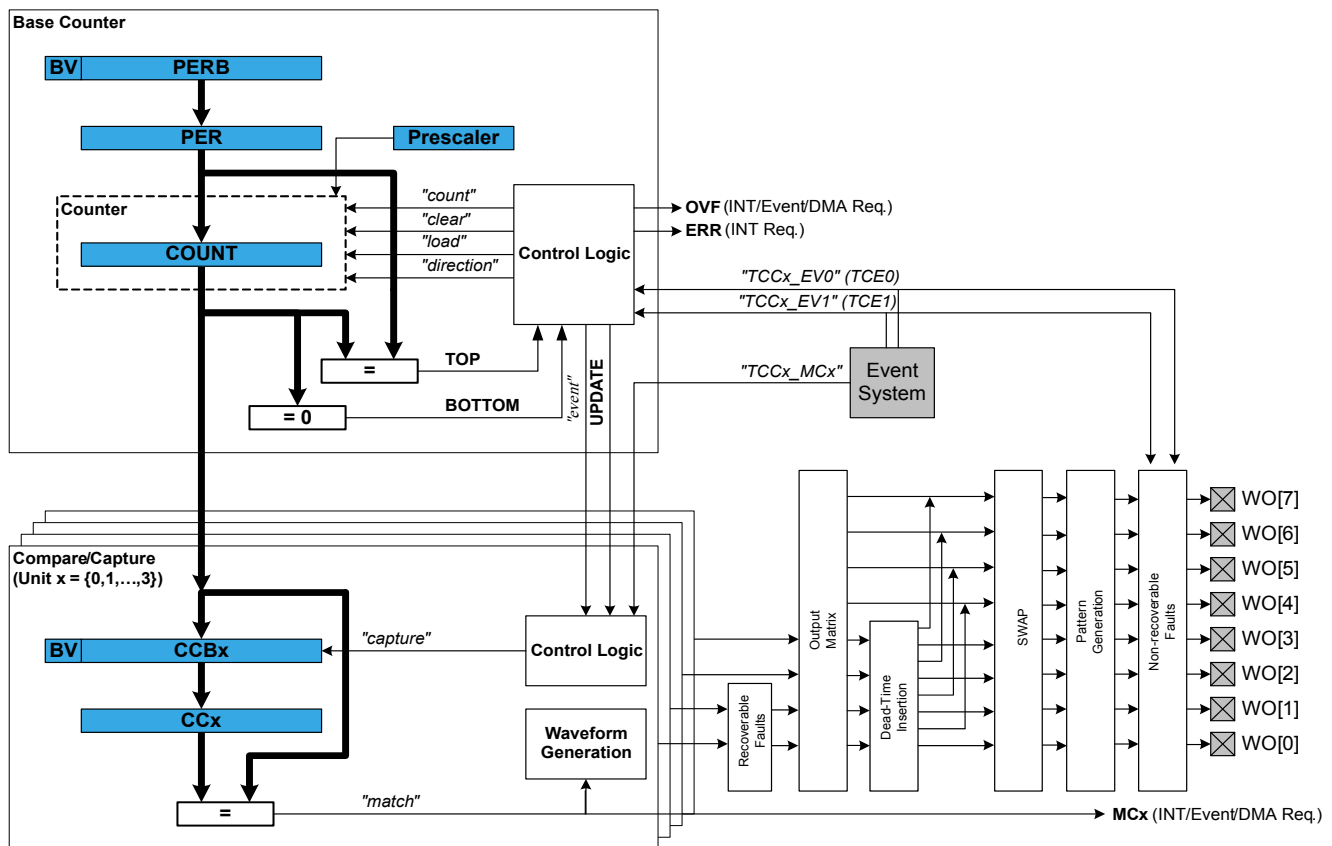 Base Counter
BV PERB
PER
Prescaler
Counter
COUNT
"count"
"clear"
"load"
"direction"
Control Logic
OVF (INT/Event/DMA Req.)
ERR (INT Req.)
"TCCx_EV0" (TCE0)
"TCCx_EV1" (TCE1)
"TCCx_MCx"
Event
System
=
TOP
= 0
BOTTOM
"event"
UPDATE
Compare/Capture
(Unit x = {0,1,…,3})
BV CCBx
"capture"
Control Logic
CCx
Waveform
Generation
=
"match"
Recoverable
Faults
Output
Matrix
Dead-Time
Insertion
SWAP
Pattern
Generation
Non-recoverable
Faults
WO[7]
WO[6]
WO[5]
WO[4]
WO[3]
WO[2]
WO[1]
WO[0]
MCx (INT/Event/DMA Req.)